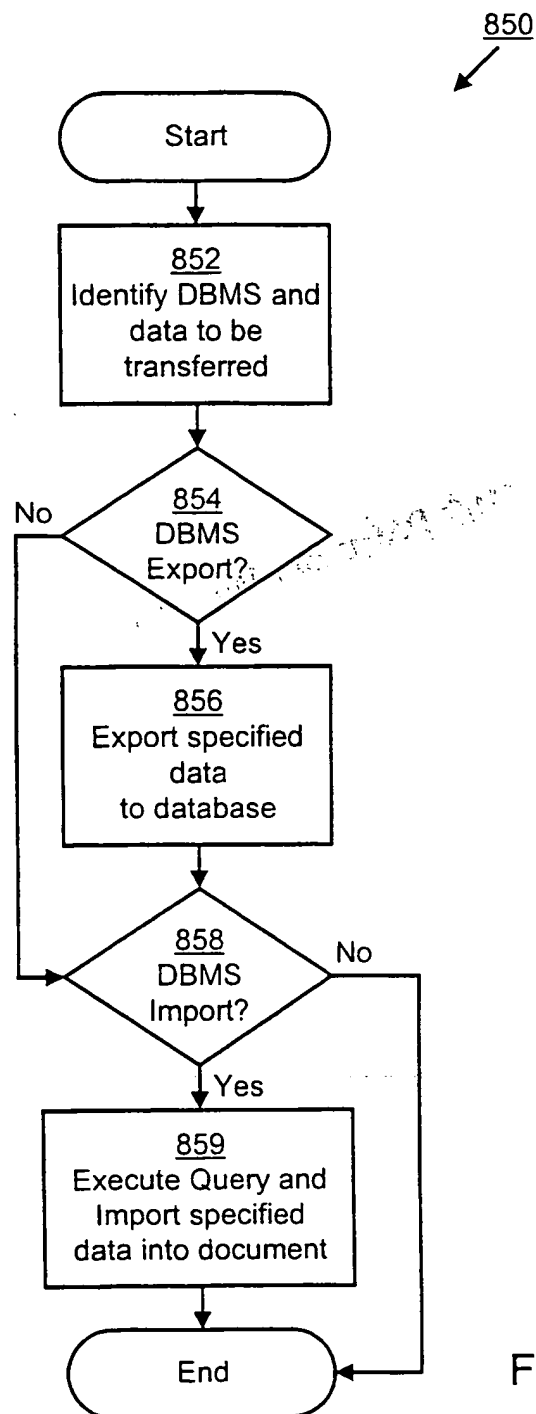 850
Start
852
Identify DBMS and
data to be
transferred
854
DBMS
Export?
No
Yes
856
Export specified
data
to database
858
DBMS
Import?
No
Yes
859
Execute Query and
Import specified
data into document
End
F